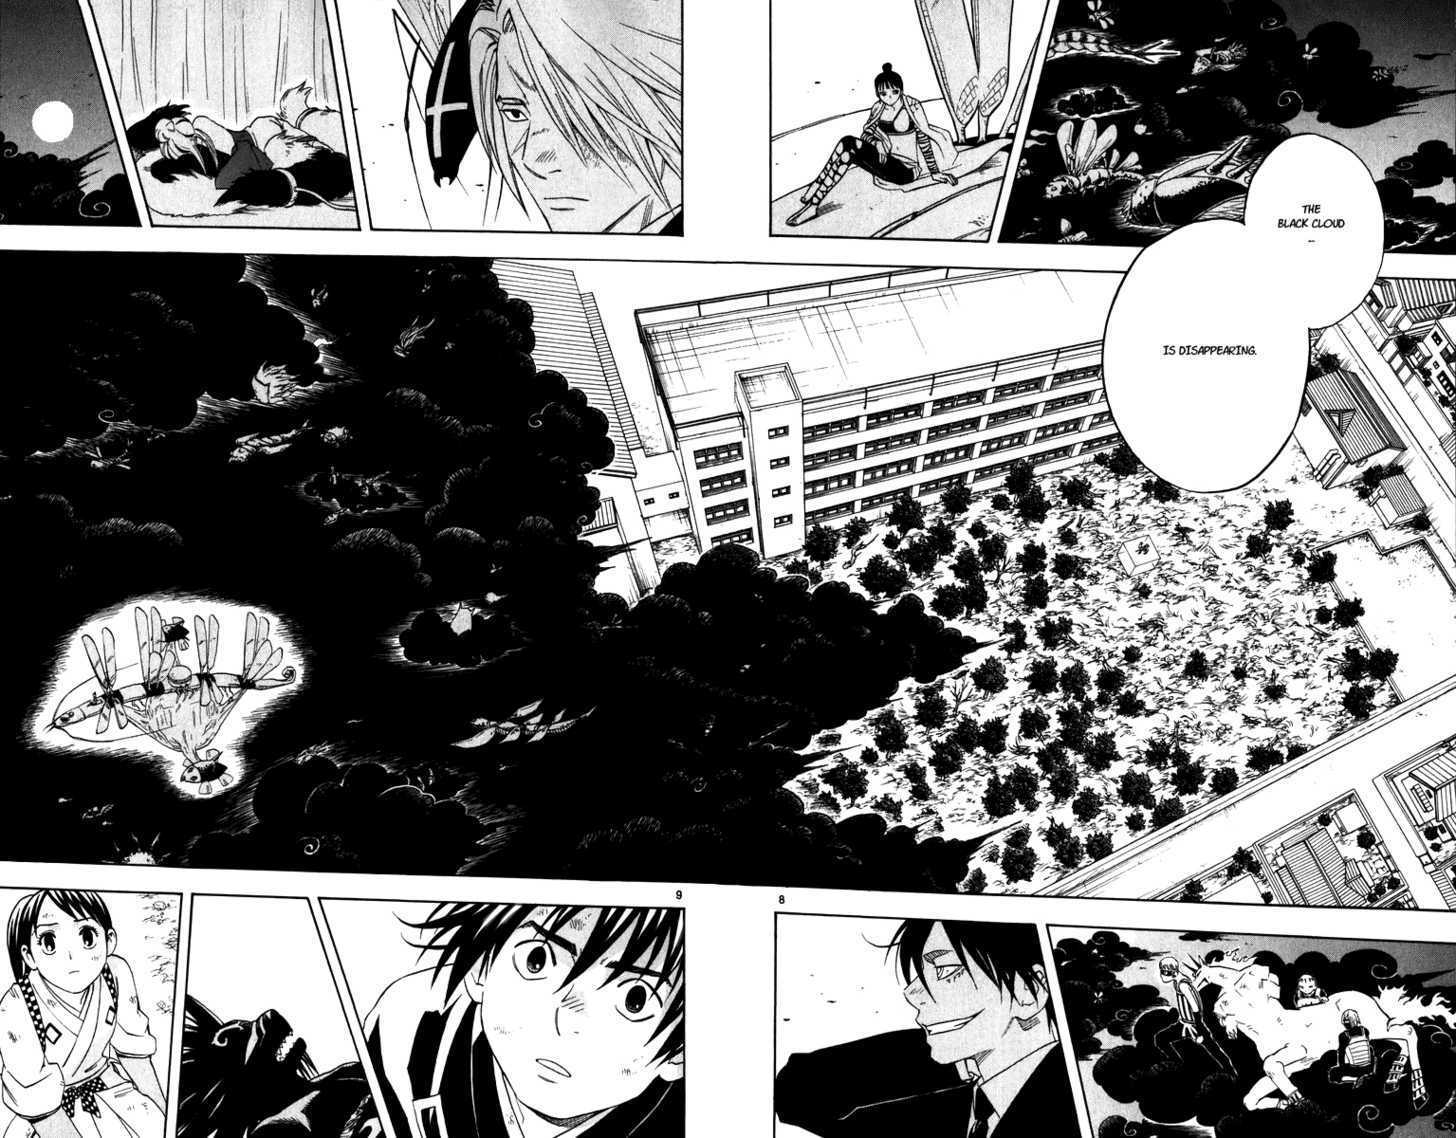 THE
BLACK CLOUD
--
IS DISAPPEARING.
9
8